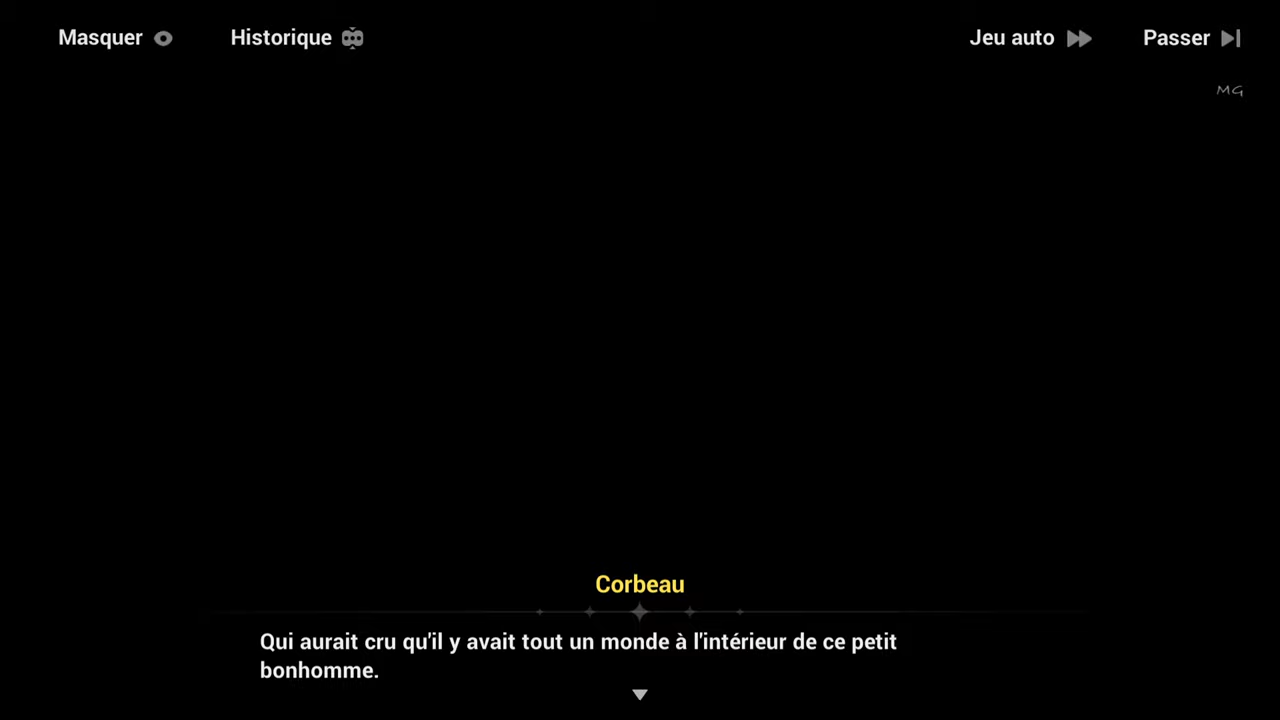 Masquer Historique Jeu auto Passer
MG
Corbeau
Qui aurait cru qu'il y avait tout un monde à l'intérieur de ce petit
bonhomme.